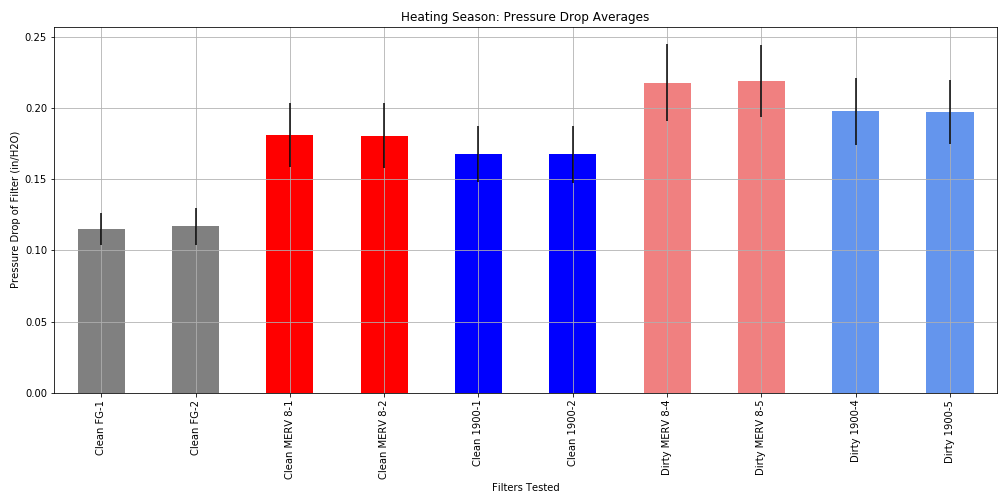 Heating Season: Pressure Drop Averages
Pressure Drop of Filter (in/H2O)
0.25
0.20
0.15
0.10
0.05
0.00
Clean FG-1
Clean FG-2
Clean MERV 8-1
Clean MERV 8-2
Clean 1900-1
Clean 1900-2
Dirty MERV 8-4
Dirty MERV 8-5
Dirty 1900-4
Dirty 1900-5
Filters Tested